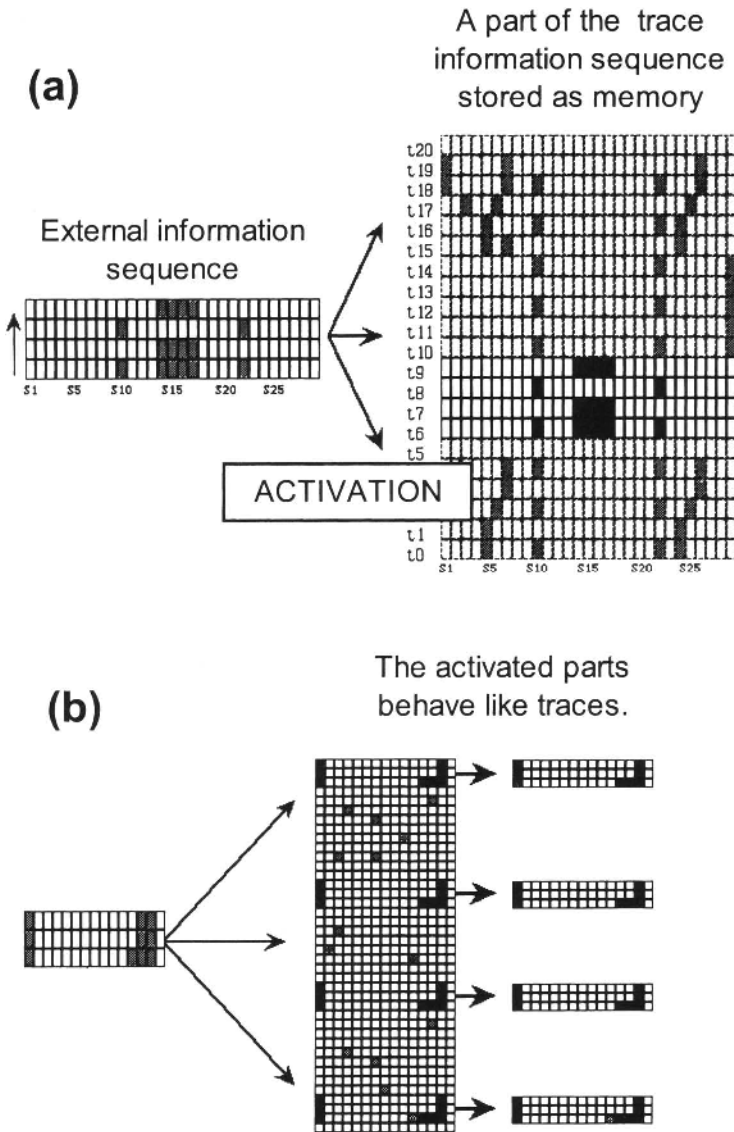 (a)
A part of the trace
information sequence
stored as memory
External information
sequence
S1 S5 S10 S15 S20 S25
t20
t19
t18
t17
t16
t15
t14
t13
t12
t11
t10
t9
t8
t7
t6
t5
ACTIVATION
t1
t0
S1 S5 S10 S15 S20 S25
(b)
The activated parts
behave like traces.